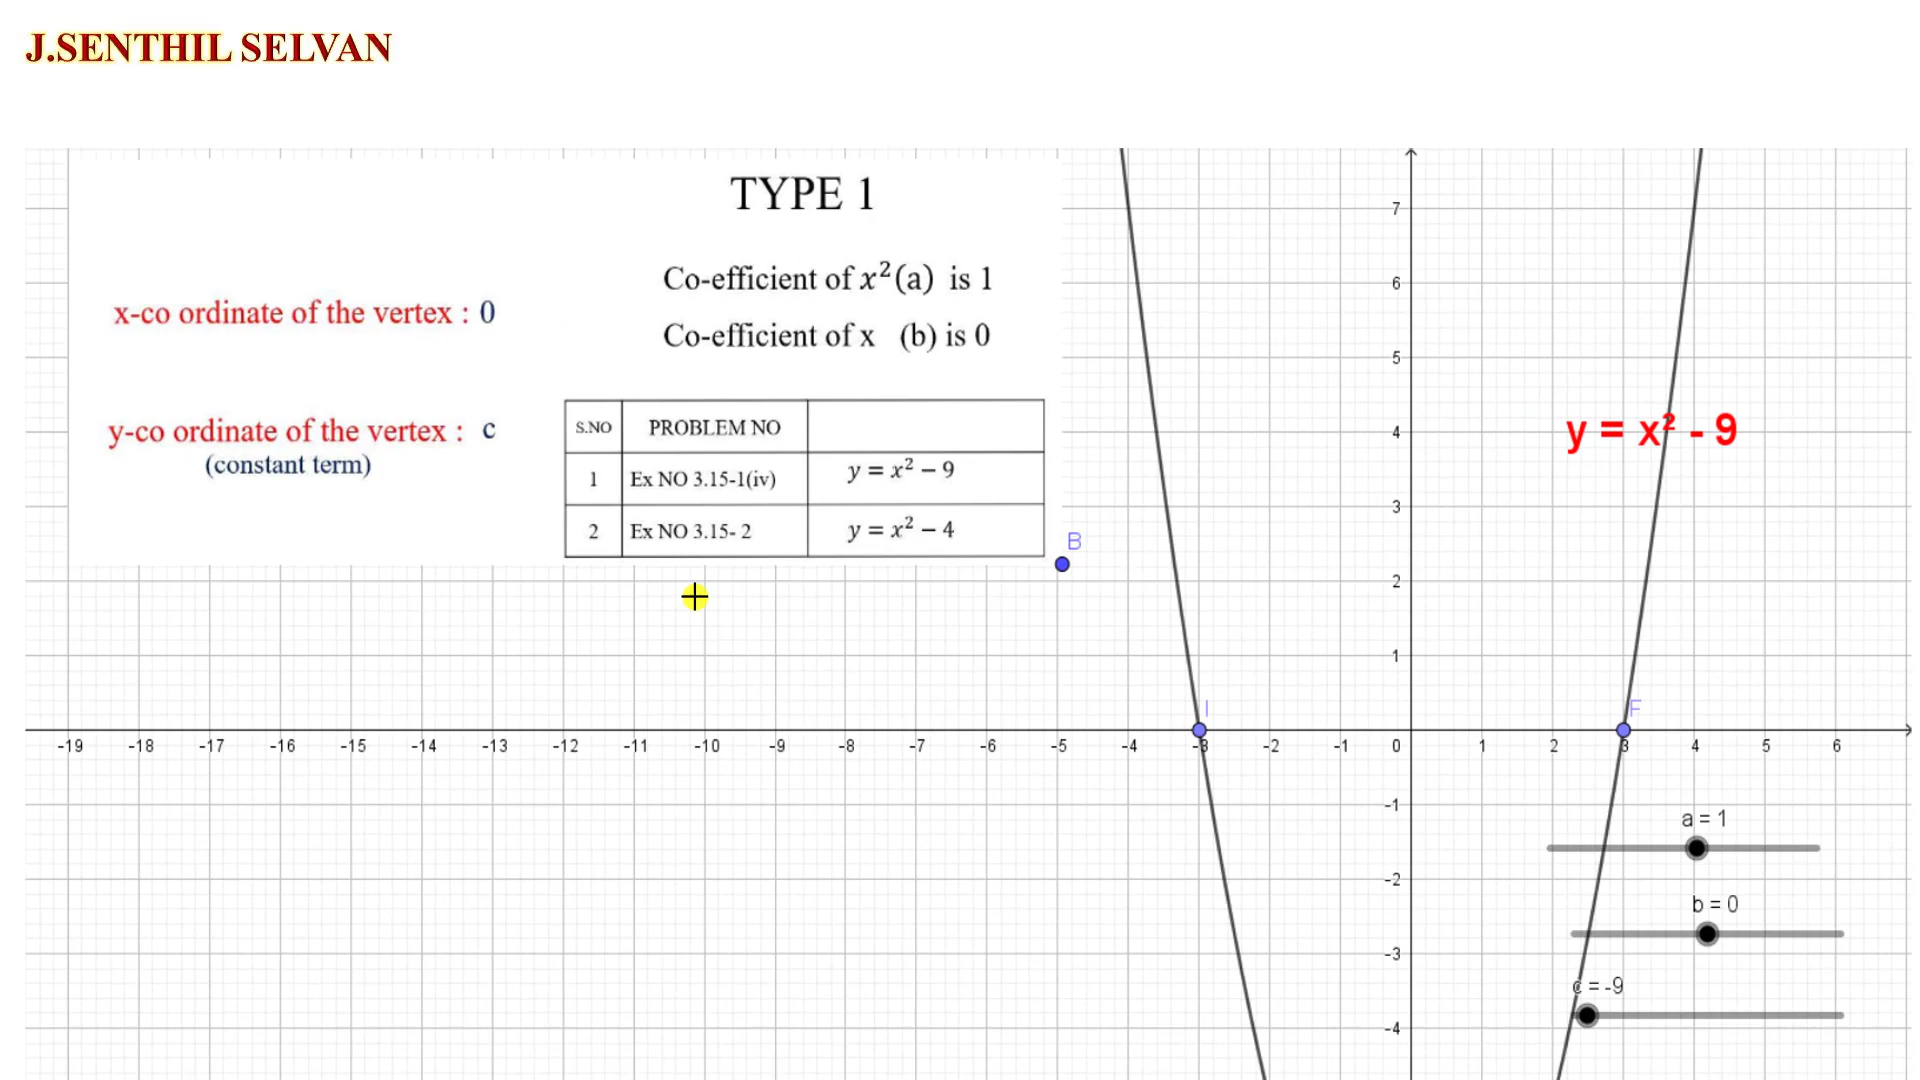 J.SENTHIL SELVAN
TYPE 1
Co-efficient of x²(a) is 1
Co-efficient of x (b) is 0
x-co ordinate of the vertex : 0
y-co ordinate of the vertex : c
(constant term)
S.NO PROBLEM NO
1 Ex NO 3.15-1(iv) y = x² − 9
2 Ex NO 3.15- 2 y = x² − 4
y = x² - 9
B
I
F
7
6
5
4
3
2
1
-19 -18 -17 -16 -15 -14 -13 -12 -11 -10 -9 -8 -7 -6 -5 -4 -3 -2 -1 0 1 2 3 4 5 6
-1
-2
-3
-4
a = 1
b = 0
c = -9